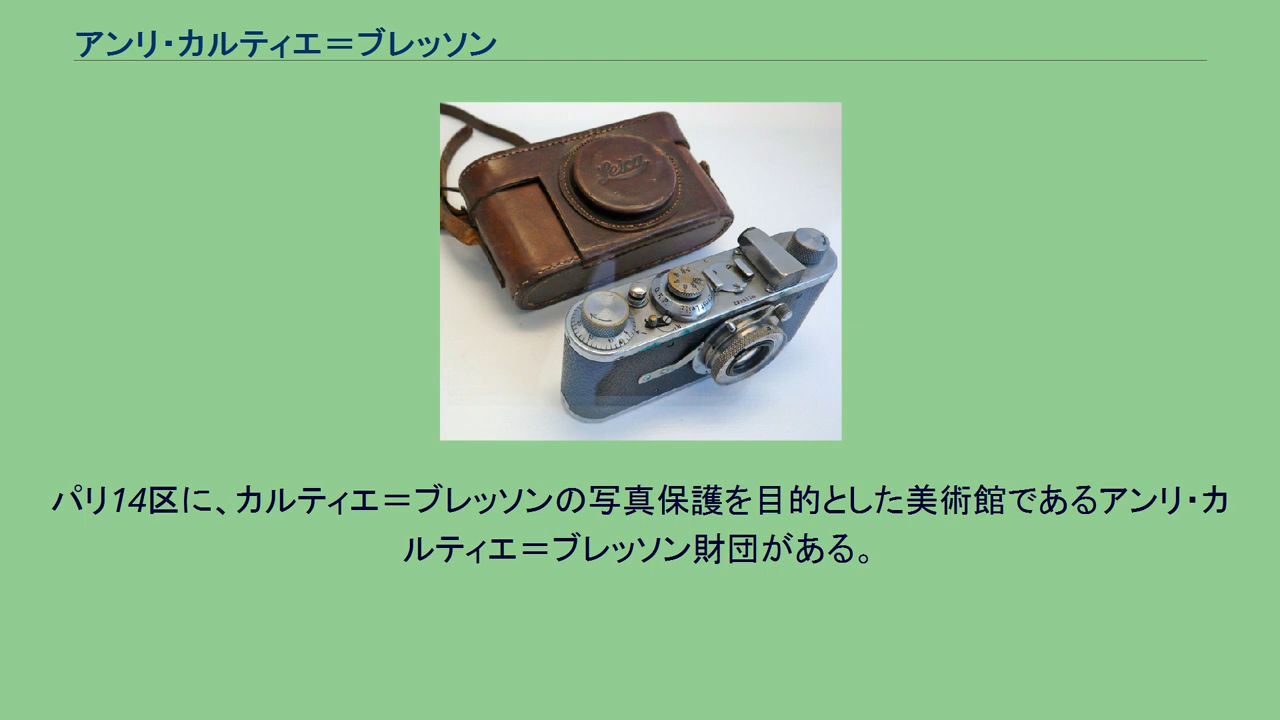 アンリ・カルティエ＝ブレッソン
Leica
パリ14区に、カルティエ＝ブレッソンの写真保護を目的とした美術館であるアンリ・カ
ルティエ＝ブレッソン財団がある。